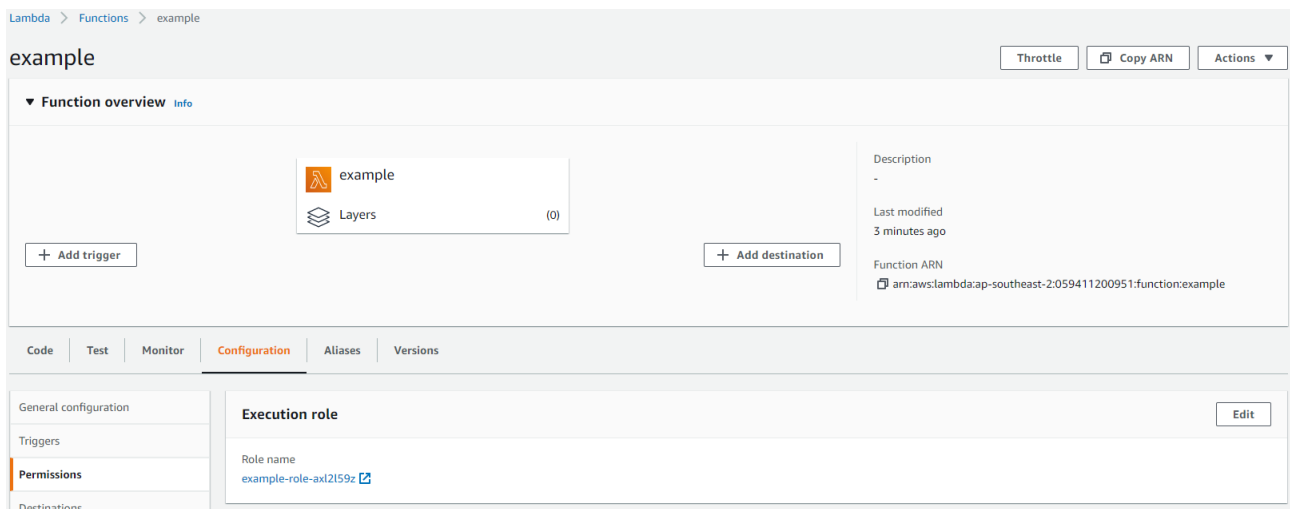 Lambda > Functions > example
example
Throttle Copy ARN Actions ▼
▼ Function overview Info
example
Layers (0)
+ Add trigger
+ Add destination
Description
-
Last modified
3 minutes ago
Function ARN
arn:aws:lambda:ap-southeast-2:059411200951:function:example
Code Test Monitor Configuration Aliases Versions
General configuration
Triggers
Permissions
Destinations
Execution role Edit
Role name
example-role-axl2l59z